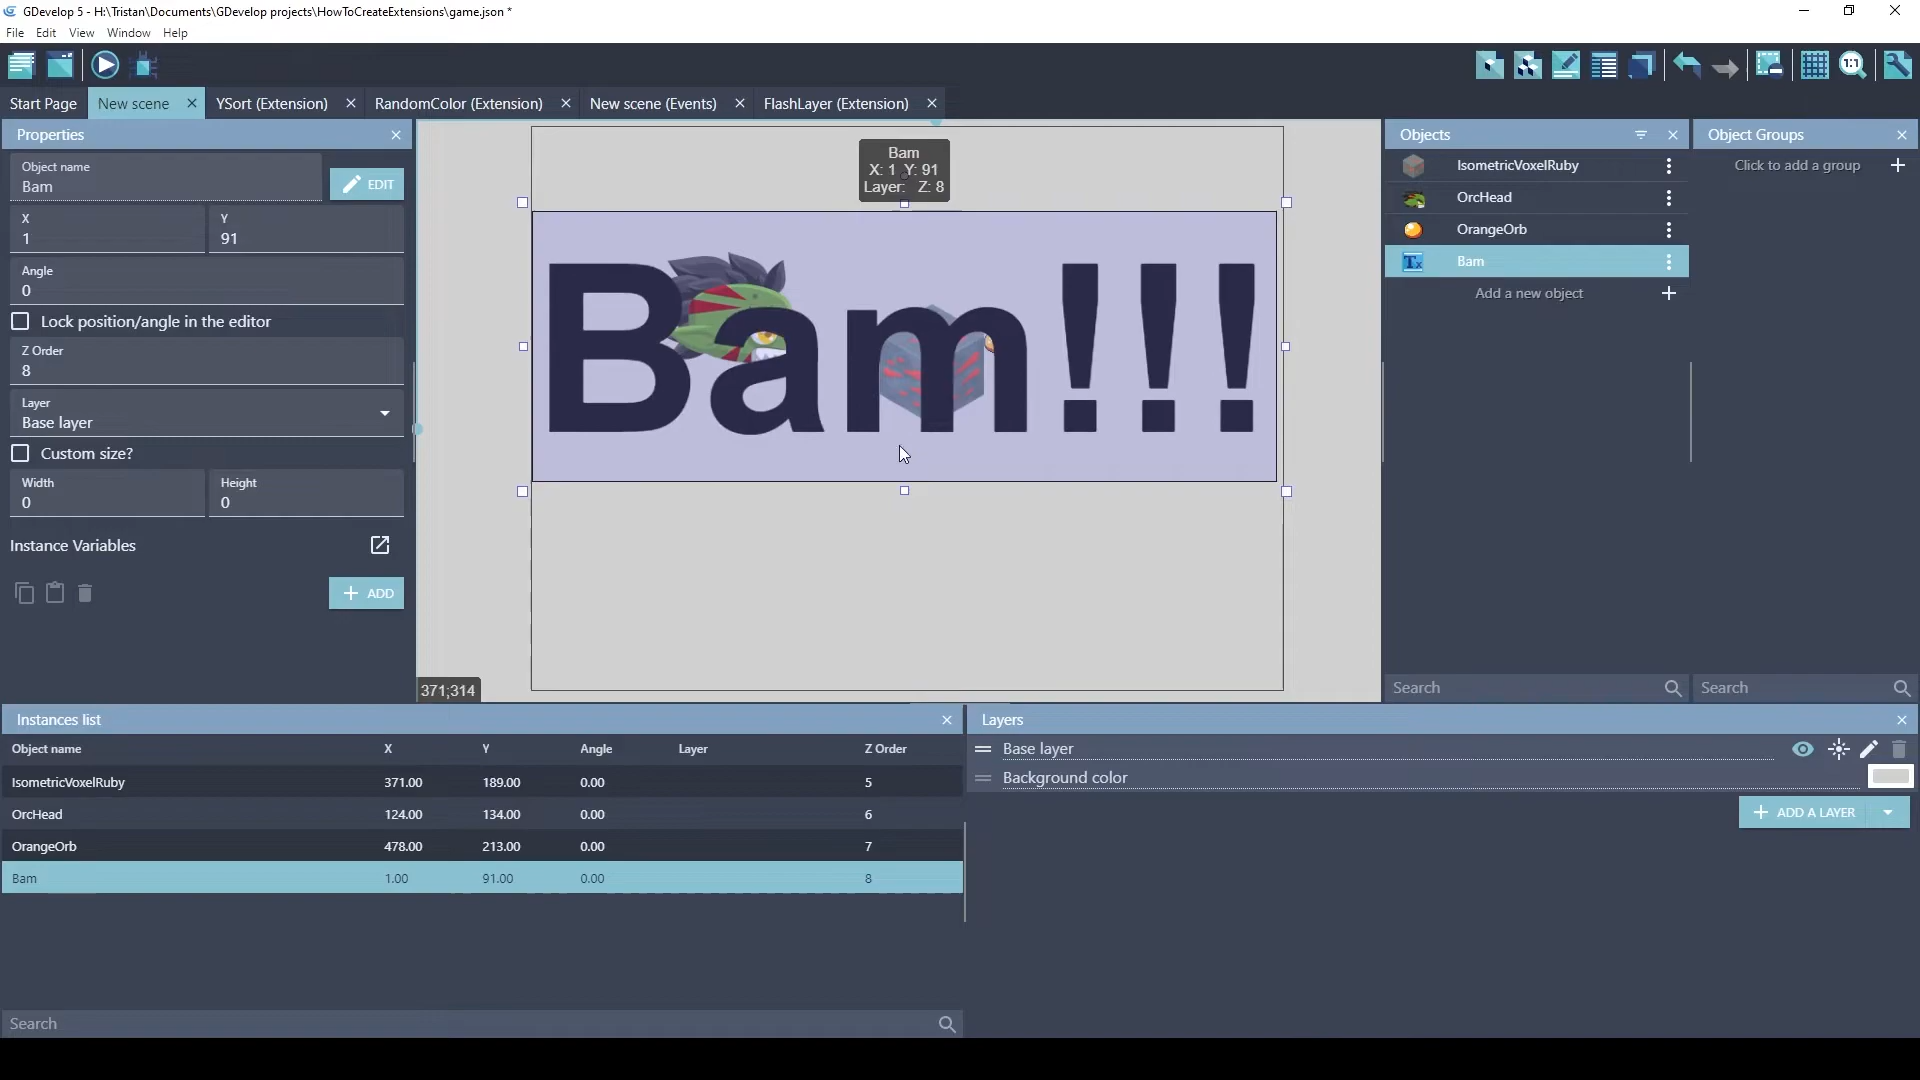 GDevelop 5 - H:\Tristan\Documents\GDevelop projects\HowToCreateExtensions\game.json *
File Edit View Window Help
1:1
Start Page New scene YSort (Extension) RandomColor (Extension) New scene (Events) FlashLayer (Extension)
Properties
Object name
Bam
EDIT
X Y
1 91
Angle
0
Lock position/angle in the editor
Z Order
8
Layer
Base layer
Custom size?
Width Height
0 0
Instance Variables
ADD
Bam
X: 1 Y: 91
Layer: Z: 8
Bam!!!
371;314
Objects
IsometricVoxelRuby
OrcHead
OrangeOrb
Tx Bam
Add a new object
Search
Object Groups
Click to add a group
Search
Instances list
Object name X Y Angle Layer Z Order
IsometricVoxelRuby 371.00 189.00 0.00 5
OrcHead 124.00 134.00 0.00 6
OrangeOrb 478.00 213.00 0.00 7
Bam 1.00 91.00 0.00 8
Search
Layers
Base layer
Background color
ADD A LAYER